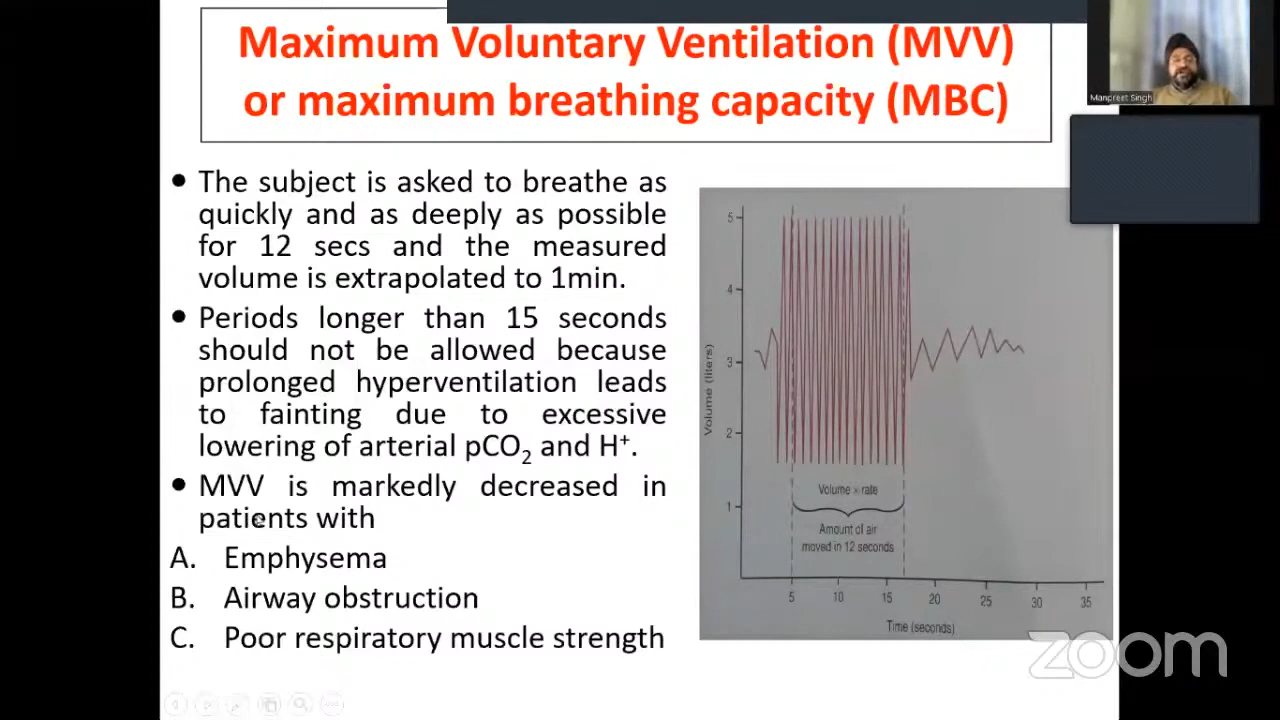 Maximum Voluntary Ventilation (MVV)
or maximum breathing capacity (MBC)
Manpreet Singh
● The subject is asked to breathe as
quickly and as deeply as possible
for 12 secs and the measured
volume is extrapolated to 1min.
● Periods longer than 15 seconds
should not be allowed because
prolonged hyperventilation leads
to fainting due to excessive
lowering of arterial pCO₂ and H⁺.
● MVV is markedly decreased in
patients with
A. Emphysema
B. Airway obstruction
C. Poor respiratory muscle strength
Volume (liters)
5
4
3
2
1
Volume x rate
Amount of air
moved in 12 seconds
5 10 15 20 25 30 35
Time (seconds)
zoom